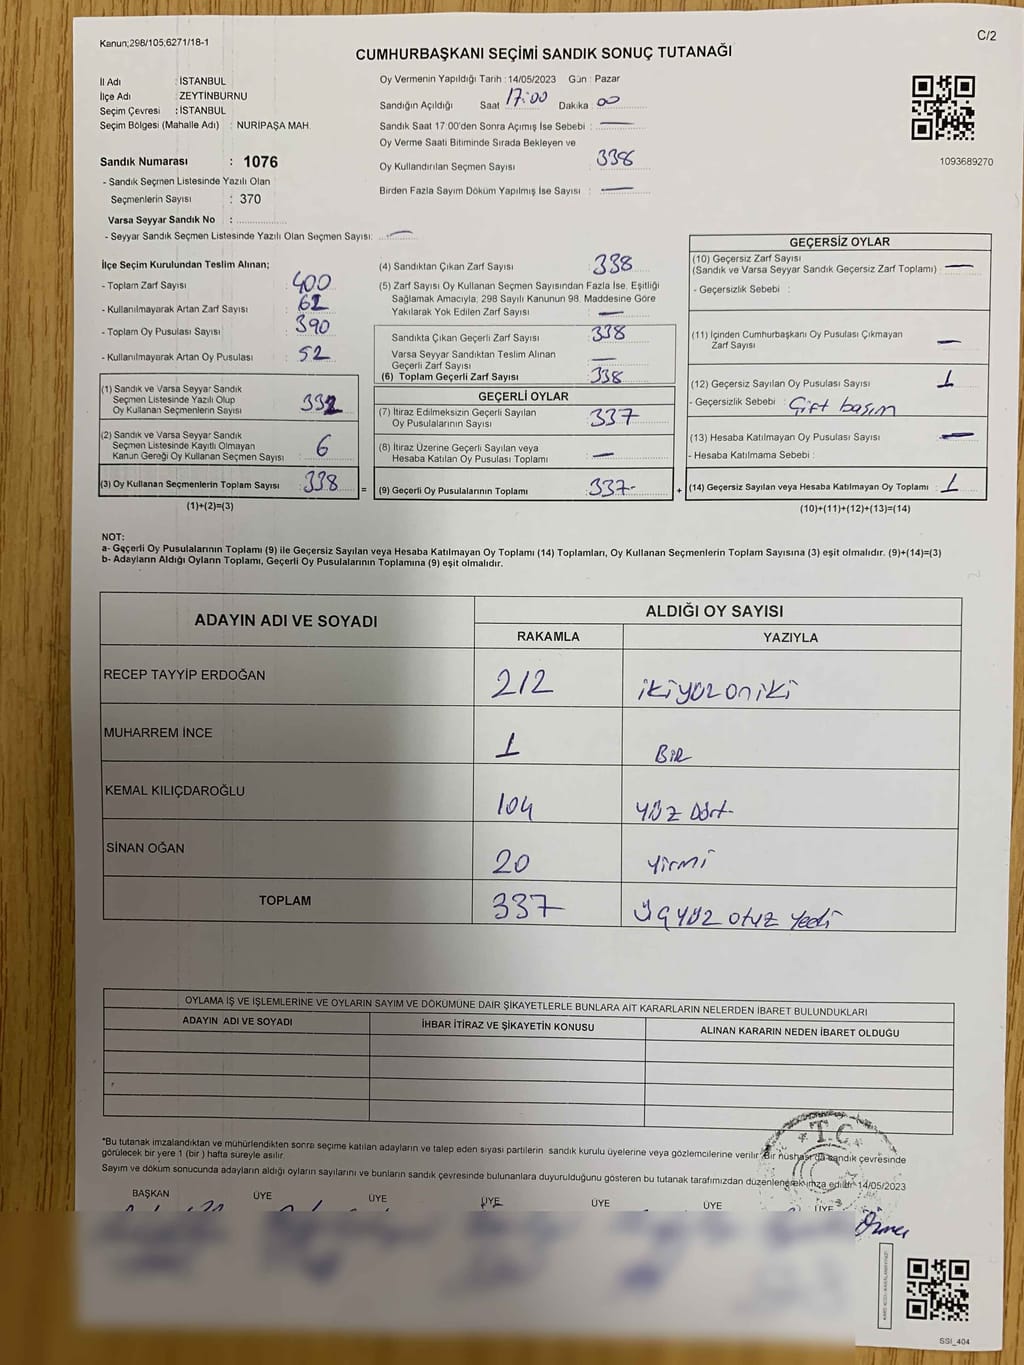 Kanun;298/105;6271/18-1
C/2
CUMHURBAŞKANI SEÇİMİ SANDIK SONUÇ TUTANAĞI
İl Adı : İSTANBUL
İlçe Adı : ZEYTİNBURNU
Seçim Çevresi : İSTANBUL
Seçim Bölgesi (Mahalle Adı) : NURİPAŞA MAH.
Sandık Numarası : 1076
- Sandık Seçmen Listesinde Yazılı Olan
Seçmenlerin Sayısı : 370
Varsa Seyyar Sandık No :
- Seyyar Sandık Seçmen Listesinde Yazılı Olan Seçmen Sayısı: —
Oy Vermenin Yapıldığı Tarih : 14/05/2023 Gün : Pazar
Sandığın Açıldığı Saat 17:00 Dakika 00
Sandık Saat 17:00'den Sonra Açımış İse Sebebi : —
Oy Verme Saati Bitiminde Sırada Bekleyen ve
Oy Kullandırılan Seçmen Sayısı 338
Birden Fazla Sayım Döküm Yapılmış İse Sayısı : —
1093689270
İlçe Seçim Kurulundan Teslim Alınan;
- Toplam Zarf Sayısı : 400
- Kullanılmayarak Artan Zarf Sayısı : 62
- Toplam Oy Pusulası Sayısı : 390
- Kullanılmayarak Artan Oy Pusulası : 52
(1) Sandık ve Varsa Seyyar Sandık
Seçmen Listesinde Yazılı Olup
Oy Kullanan Seçmenlerin Sayısı : 332
(2) Sandık ve Varsa Seyyar Sandık
Seçmen Listesinde Kayıtlı Olmayan
Kanun Gereği Oy Kullanan Seçmen Sayısı : 6
(3) Oy Kullanan Seçmenlerin Toplam Sayısı : 338 =
(1)+(2)=(3)
(4) Sandıktan Çıkan Zarf Sayısı : 338
(5) Zarf Sayısı Oy Kullanan Seçmen Sayısından Fazla İse, Eşitliği
Sağlamak Amacıyla, 298 Sayılı Kanunun 98. Maddesine Göre
Yakılarak Yok Edilen Zarf Sayısı : —
Sandıkta Çıkan Geçerli Zarf Sayısı : 338
Varsa Seyyar Sandıktan Teslim Alınan
Geçerli Zarf Sayısı : —
(6) Toplam Geçerli Zarf Sayısı : 338
GEÇERLİ OYLAR
(7) İtiraz Edilmeksizin Geçerli Sayılan
Oy Pusulalarının Sayısı : 337
(8) İtiraz Üzerine Geçerli Sayılan veya
Hesaba Katılan Oy Pusulası Toplamı : —
(9) Geçerli Oy Pusulalarının Toplamı : 337- +
GEÇERSİZ OYLAR
(10) Geçersiz Zarf Sayısı
(Sandık ve Varsa Seyyar Sandık Geçersiz Zarf Toplamı) : —
- Geçersizlik Sebebi :
(11) İçinden Cumhurbaşkanı Oy Pusulası Çıkmayan
Zarf Sayısı : —
(12) Geçersiz Sayılan Oy Pusulası Sayısı : 1
- Geçersizlik Sebebi : Çift basım
(13) Hesaba Katılmayan Oy Pusulası Sayısı : —
- Hesaba Katılmama Sebebi :
(14) Geçersiz Sayılan veya Hesaba Katılmayan Oy Toplamı : 1
(10)+(11)+(12)+(13)=(14)
NOT:
a- Geçerli Oy Pusulalarının Toplamı (9) ile Geçersiz Sayılan veya Hesaba Katılmayan Oy Toplamı (14) Toplamları, Oy Kullanan Seçmenlerin Toplam Sayısına (3) eşit olmalıdır. (9)+(14)=(3)
b- Adayların Aldığı Oyların Toplamı, Geçerli Oy Pusulalarının Toplamına (9) eşit olmalıdır.
ADAYIN ADI VE SOYADI ALDIĞI OY SAYISI
RAKAMLA YAZIYLA
RECEP TAYYİP ERDOĞAN 212 ikiyüz oniki
MUHARREM İNCE 1 Bir
KEMAL KILIÇDAROĞLU 104 yüz Dört
SİNAN OĞAN 20 yirmi
TOPLAM 337 Üçyüz otuz yedi
OYLAMA İŞ VE İŞLEMLERİNE VE OYLARIN SAYIM VE DÖKÜMÜNE DAİR ŞİKAYETLERLE BUNLARA AİT KARARLARIN NELERDEN İBARET BULUNDUKLARI
ADAYIN ADI VE SOYADI İHBAR İTİRAZ VE ŞİKAYETİN KONUSU ALINAN KARARIN NEDEN İBARET OLDUĞU
*Bu tutanak imzalandıktan ve mühürlendikten sonra seçime katılan adayların ve talep eden siyasi partilerin sandık kurulu üyelerine veya gözlemcilerine verilir. Bir nüshası da sandık çevresinde
görülecek bir yere 1 (bir) hafta süreyle asılır.
Sayım ve döküm sonucunda adayların aldığı oyların sayılarını ve bunların sandık çevresinde bulunanlara duyurulduğunu gösteren bu tutanak tarafımızdan düzenlenerek imza edildi. 14/05/2023
T.C.
BAŞKAN ÜYE ÜYE ÜYE ÜYE ÜYE ÜYE
SSI_404